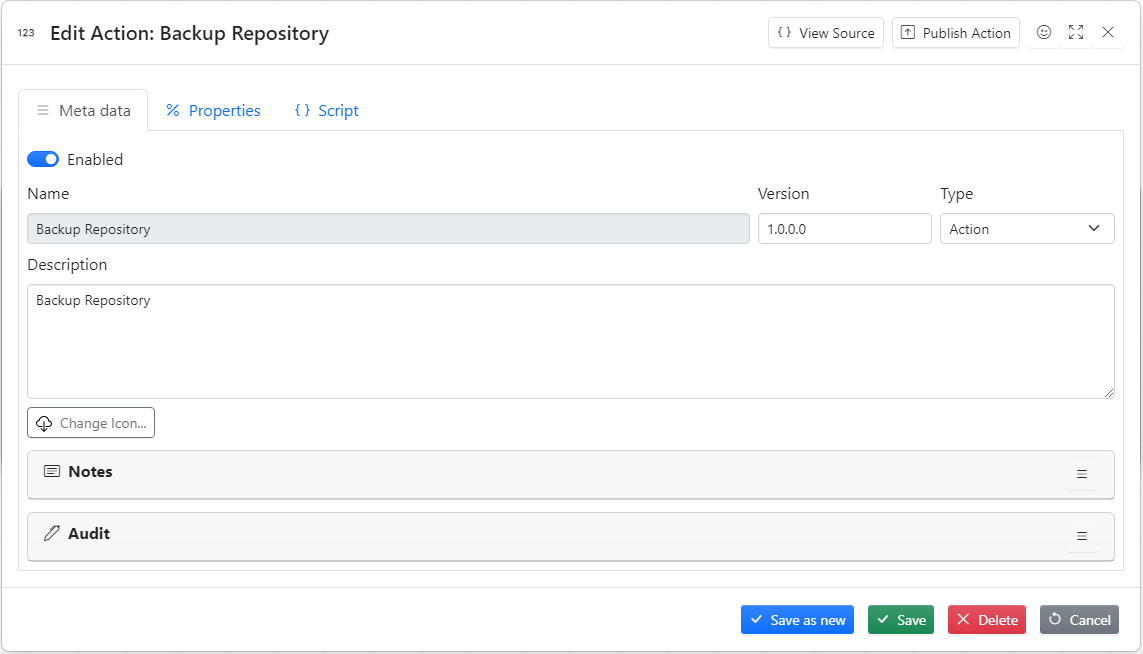 123 Edit Action: Backup Repository { } View Source Publish Action
Meta data % Properties { } Script
Enabled
Name Version Type
Backup Repository 1.0.0.0 Action
Description
Backup Repository
Change Icon...
Notes
Audit
Save as new Save Delete Cancel